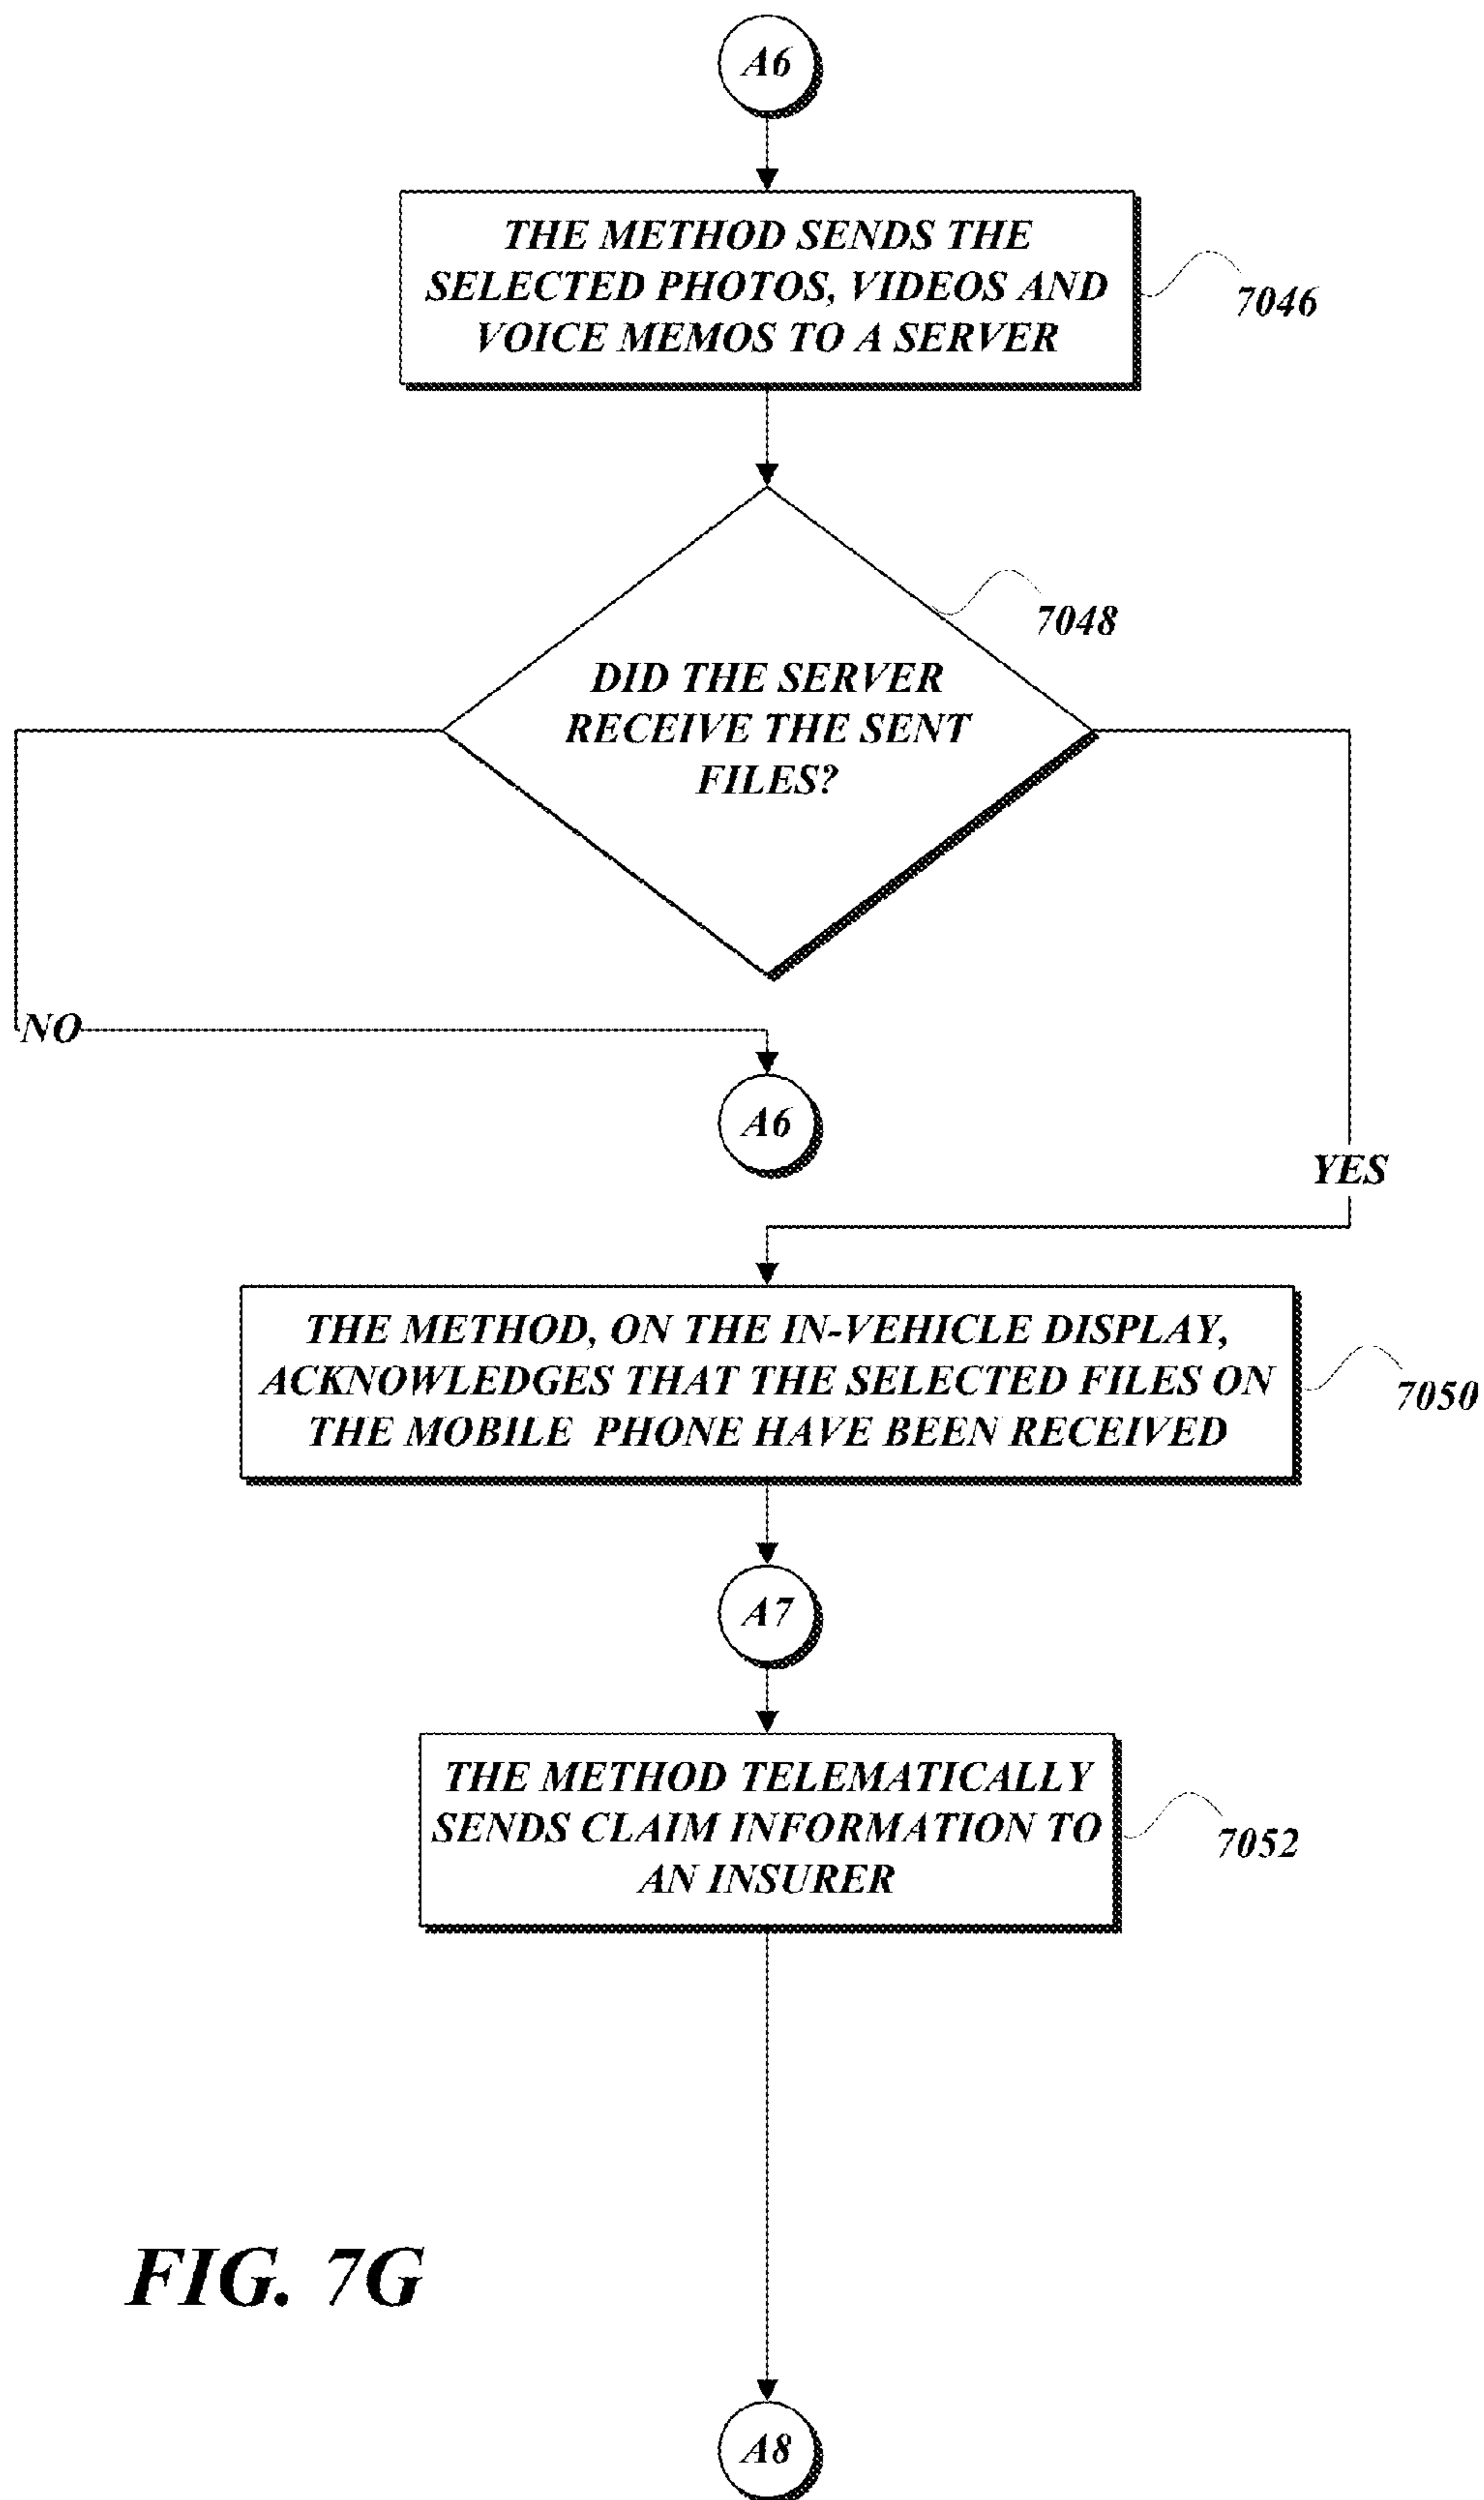 A6
THE METHOD SENDS THE
SELECTED PHOTOS, VIDEOS AND
VOICE MEMOS TO A SERVER
7046
7048
DID THE SERVER
RECEIVE THE SENT
FILES?
NO
A6
YES
THE METHOD, ON THE IN-VEHICLE DISPLAY,
ACKNOWLEDGES THAT THE SELECTED FILES ON
THE MOBILE PHONE HAVE BEEN RECEIVED
7050
A7
THE METHOD TELEMATICALLY
SENDS CLAIM INFORMATION TO
AN INSURER
7052
FIG. 7G
A8